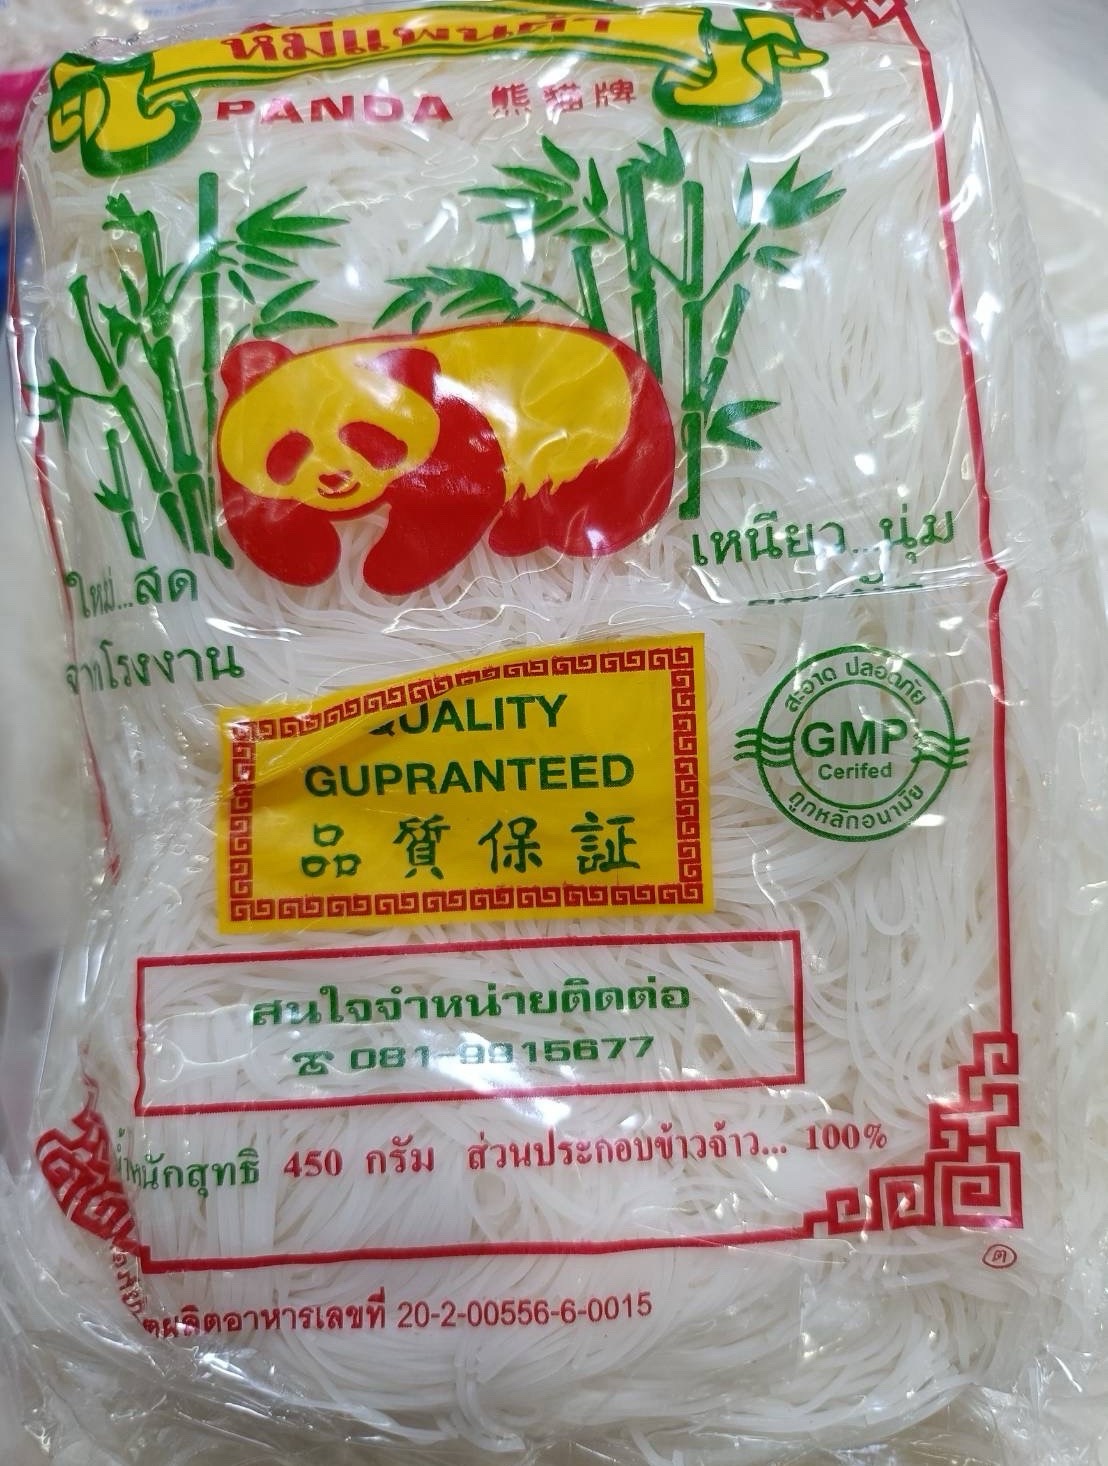 หมีแพนด้า
PANDA 熊猫牌
ใหม่...สด
จากโรงงาน
เหนียว...นุ่ม
QUALITY
GUPRANTEED
品質保証
สะอาด ปลอดภัย
GMP
Cerifed
ถูกหลักอนามัย
สนใจจำหน่ายติดต่อ
☎ 081-9915677
น้ำหนักสุทธิ 450 กรัม ส่วนประกอบข้าวจ้าว... 100%
ต
ผลิตอาหารเลขที่ 20-2-00556-6-0015